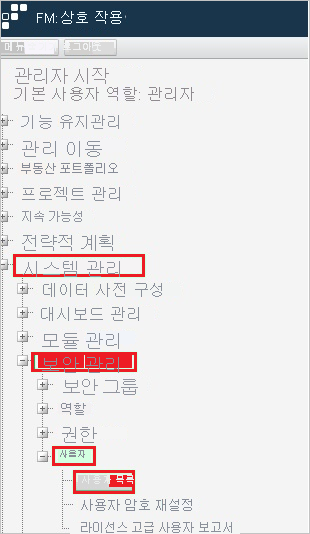 FM:상호 작용
메뉴
로그아웃
관리자 시작
기본 사용자 역할: 관리자
기능 유지관리
관리 이동
부동산 포트폴리오
프로젝트 관리
지속 가능성
전략적 계획
시스템 관리
데이터 사전 구성
대시보드 관리
모듈 관리
보안 관리
보안 그룹
역할
권한
사용자
사용자 목록
사용자 암호 재설정
라이선스 고급 사용자 보고서